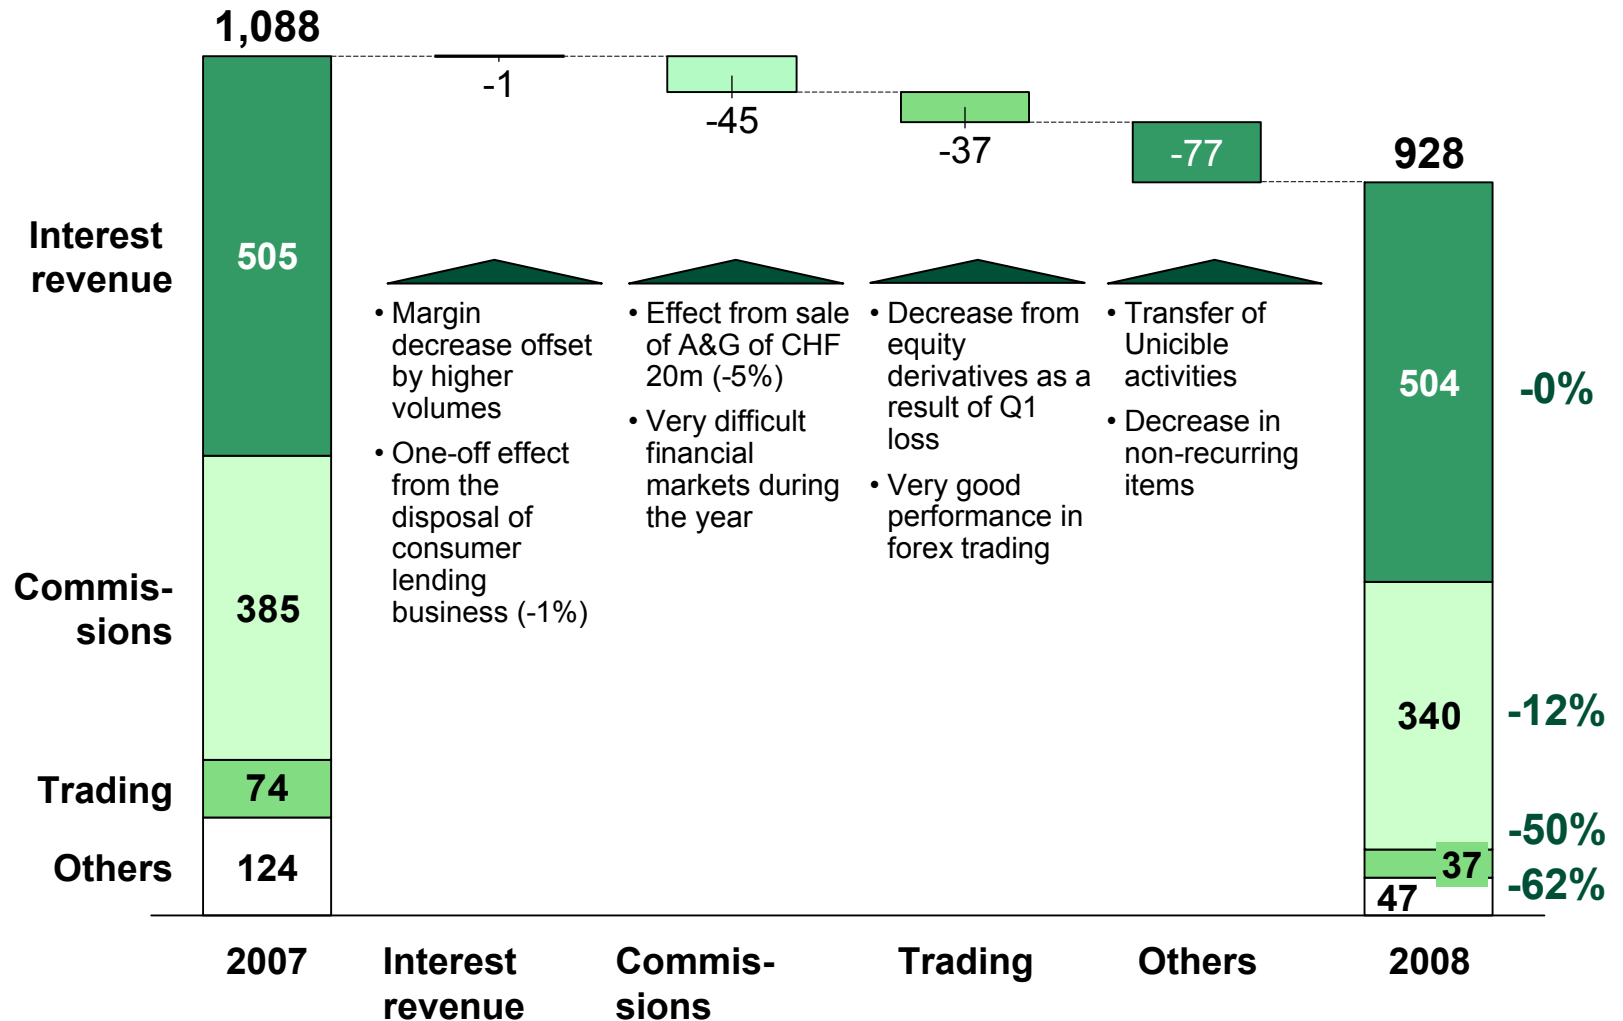 1,088
-1
-45
-37
-77
928
Interest
revenue
505
• Margin
decrease offset
by higher
volumes
• One-off effect
from the
disposal of
consumer
lending
business (-1%)
• Effect from sale
of A&G of CHF
20m (-5%)
• Very difficult
financial
markets during
the year
• Decrease from
equity
derivatives as a
result of Q1
loss
• Very good
performance in
forex trading
• Transfer of
Unicible
activities
• Decrease in
non-recurring
items
504
-0%
Commis-
sions
385
340
-12%
Trading
74
-50%
37
Others
124
47
-62%
2007
Interest
revenue
Commis-
sions
Trading
Others
2008